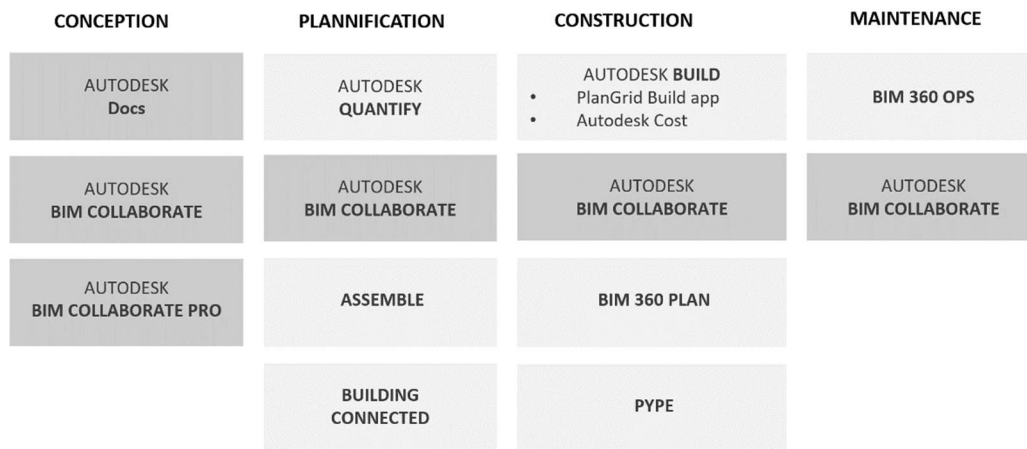 CONCEPTION
PLANNIFICATION
CONSTRUCTION
MAINTENANCE
AUTODESK
Docs
AUTODESK
QUANTIFY
AUTODESK BUILD
• PlanGrid Build app
• Autodesk Cost
BIM 360 OPS
AUTODESK
BIM COLLABORATE
AUTODESK
BIM COLLABORATE
AUTODESK
BIM COLLABORATE
AUTODESK
BIM COLLABORATE
AUTODESK
BIM COLLABORATE PRO
ASSEMBLE
BIM 360 PLAN
BUILDING
CONNECTED
PYPE